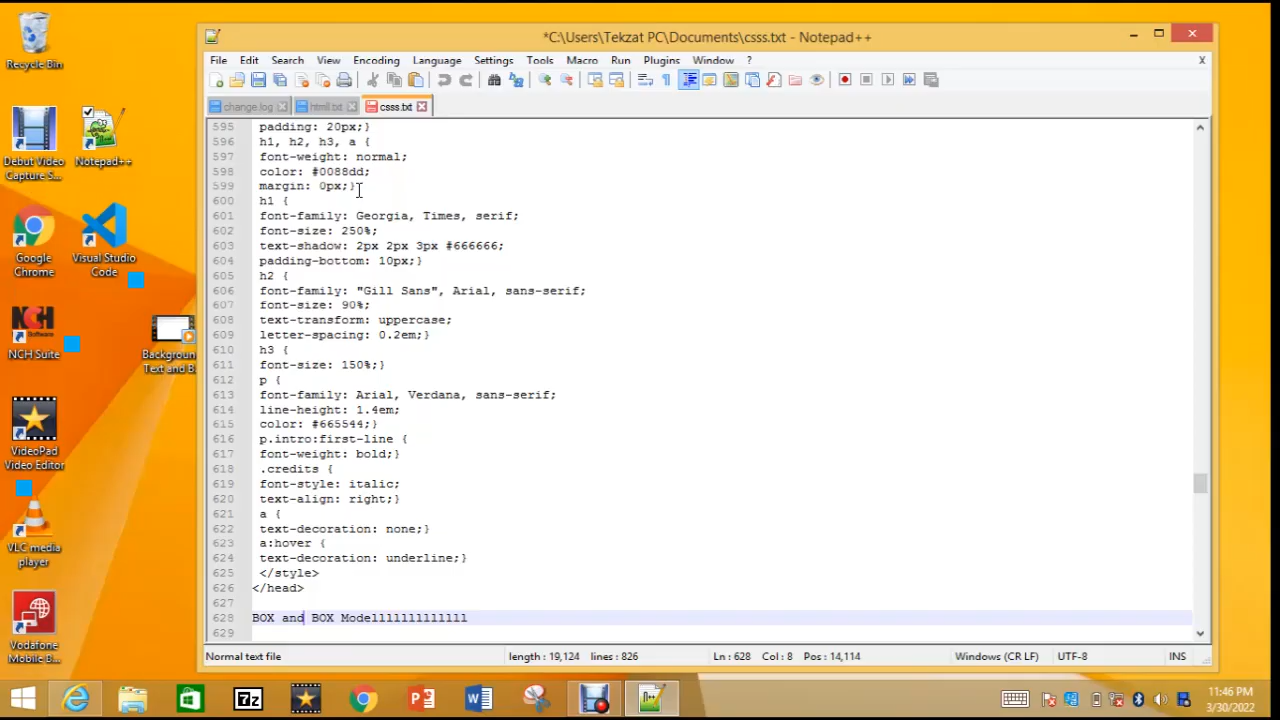 *C:\Users\Tekzat PC\Documents\csss.txt - Notepad++
File Edit Search View Encoding Language Settings Tools Macro Run Plugins Window ? X
change.log html.txt csss.txt
595 padding: 20px;}
596 h1, h2, h3, a {
597 font-weight: normal;
598 color: #0088dd;
599 margin: 0px;}
600 h1 {
601 font-family: Georgia, Times, serif;
602 font-size: 250%;
603 text-shadow: 2px 2px 3px #666666;
604 padding-bottom: 10px;}
605 h2 {
606 font-family: "Gill Sans", Arial, sans-serif;
607 font-size: 90%;
608 text-transform: uppercase;
609 letter-spacing: 0.2em;}
610 h3 {
611 font-size: 150%;}
612 p {
613 font-family: Arial, Verdana, sans-serif;
614 line-height: 1.4em;
615 color: #665544;}
616 p.intro:first-line {
617 font-weight: bold;}
618 .credits {
619 font-style: italic;
620 text-align: right;}
621 a {
622 text-decoration: none;}
623 a:hover {
624 text-decoration: underline;}
625 </style>
626 </head>
627
628 BOX and BOX Modelllllllllllll
629
Normal text file length : 19,124 lines : 826 Ln : 628 Col : 8 Pos : 14,114 Windows (CR LF) UTF-8 INS
Recycle Bin
Debut Video
Capture S...
Notepad++
Google
Chrome
Visual Studio
Code
NCH Suite
Background
Text and B
VideoPad
Video Editor
VLC media
player
Vodafone
Mobile B...
11:46 PM
3/30/2022